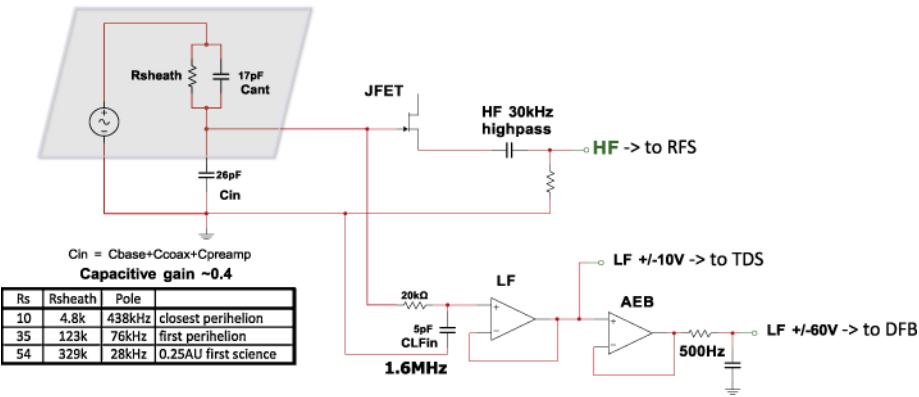 Rsheath
17pF
Cant
JFET
HF 30kHz
highpass
HF -> to RFS
26pF
Cin
Cin = Cbase+Ccoax+Cpreamp
Capacitive gain ~0.4
Rs Rsheath Pole
10 4.8k 438kHz closest perihelion
35 123k 76kHz first perihelion
54 329k 28kHz 0.25AU first science
20kΩ
5pF
CLFin
1.6MHz
LF
LF +/-10V -> to TDS
AEB
500Hz
LF +/-60V -> to DFB